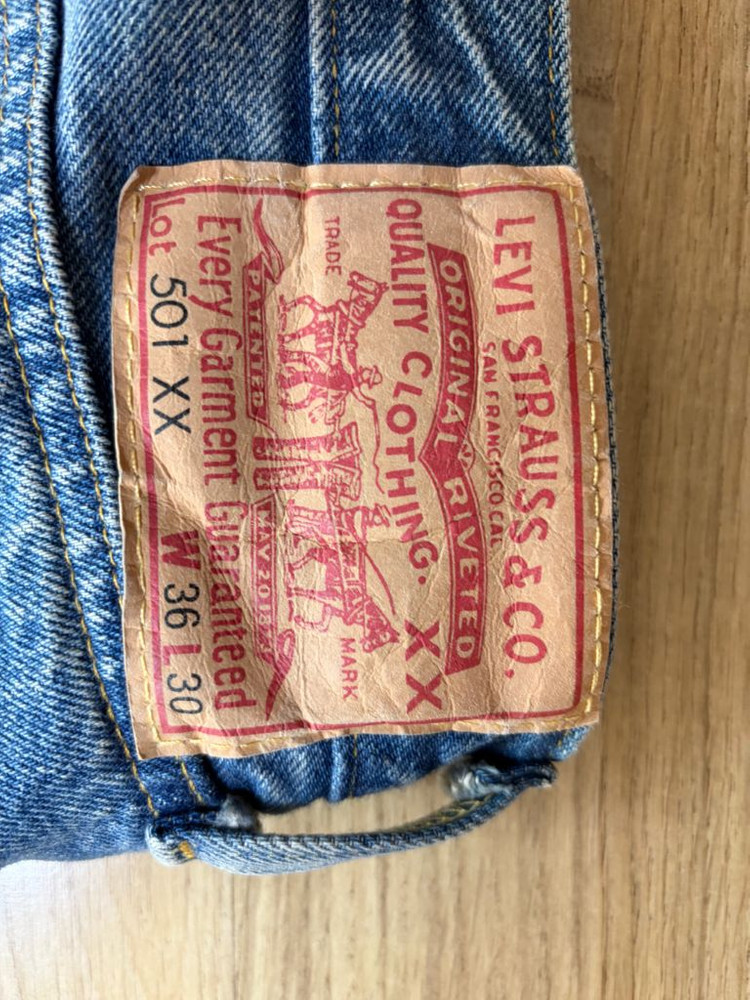 LEVI STRAUSS & CO.
SAN FRANCISCO, CAL.
ORIGINAL RIVETED
QUALITY CLOTHING. XX
TRADE MARK
PATENTED MAY 20 1873
Every Garment Guaranteed
Lot 501 XX W 36 L 30